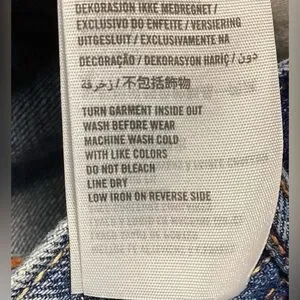 DEKORASJON IKKE MEDREGNET /
EXCLUSIVO DO ENFEITE / VERSIERING
UITGESLUIT / EXCLUSIVAMENTE NA
DECORAÇÃO / DEKORASYON HARİÇ / دون
زخرفة / 不包括飾物
TURN GARMENT INSIDE OUT
WASH BEFORE WEAR
MACHINE WASH COLD
WITH LIKE COLORS
DO NOT BLEACH
LINE DRY
LOW IRON ON REVERSE SIDE